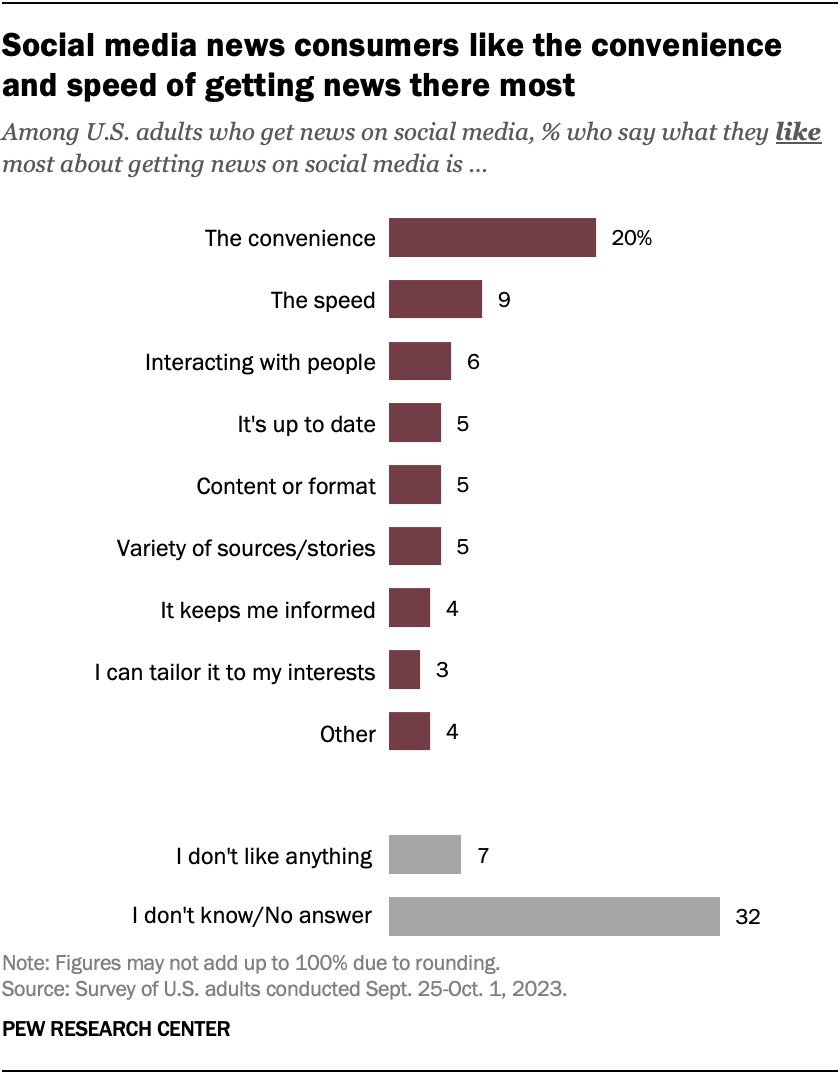 Social media news consumers like the convenience
and speed of getting news there most
Among U.S. adults who get news on social media, % who say what they like
most about getting news on social media is ...
The convenience 20%
The speed 9
Interacting with people 6
It's up to date 5
Content or format 5
Variety of sources/stories 5
It keeps me informed 4
I can tailor it to my interests 3
Other 4
I don't like anything 7
I don't know/No answer 32
Note: Figures may not add up to 100% due to rounding.
Source: Survey of U.S. adults conducted Sept. 25-Oct. 1, 2023.
PEW RESEARCH CENTER